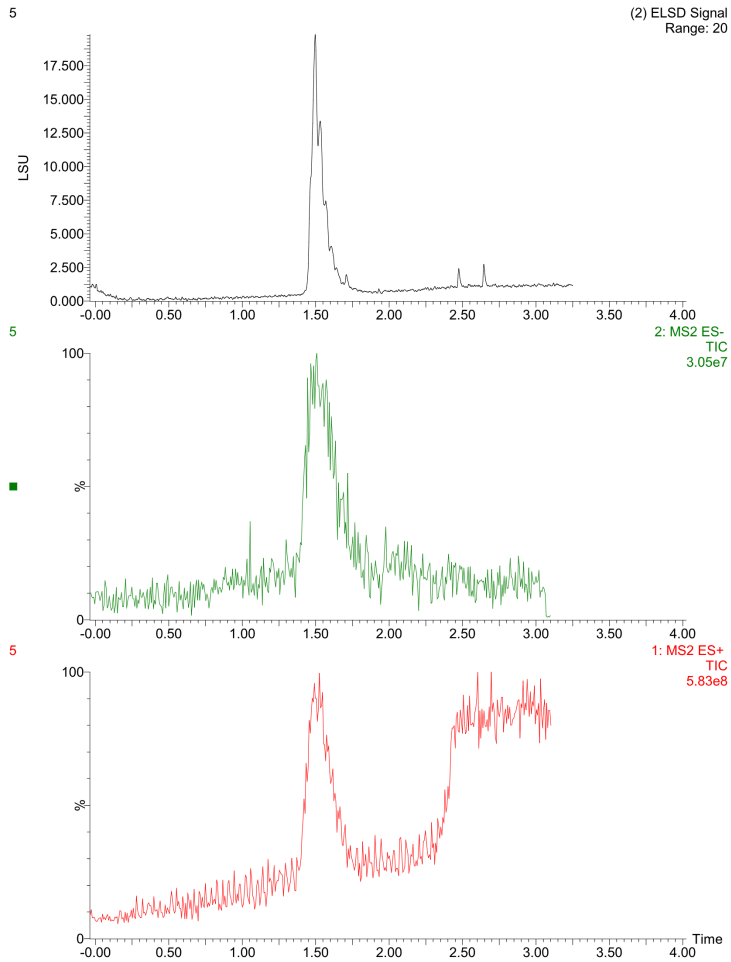 5
(2) ELSD Signal
Range: 20
LSU
17.500
15.000
12.500
10.000
7.500
5.000
2.500
0.000
-0.00 0.50 1.00 1.50 2.00 2.50 3.00 3.50 4.00
5
2: MS2 ES-
TIC
3.05e7
100
%
0
-0.00 0.50 1.00 1.50 2.00 2.50 3.00 3.50 4.00
5
1: MS2 ES+
TIC
5.83e8
100
%
0
Time
-0.00 0.50 1.00 1.50 2.00 2.50 3.00 3.50 4.00